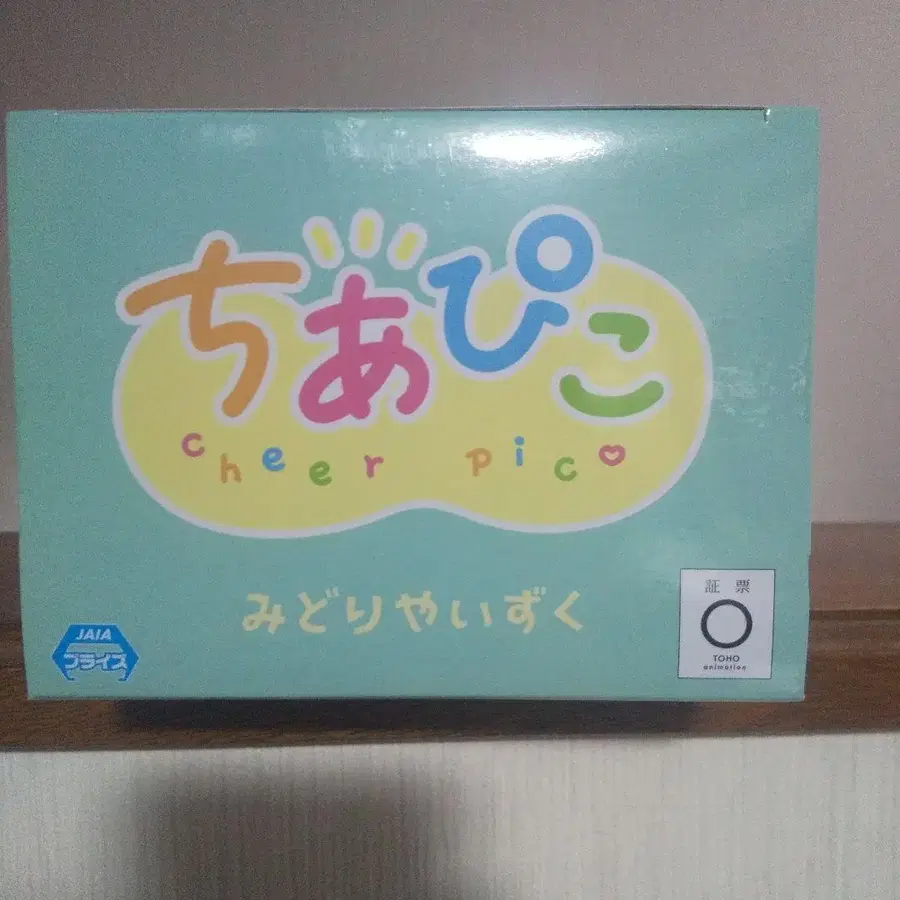 ちあぴこ
cheer pico
みどりやいずく
JAIA
プライズ
証票
TOHO
animation